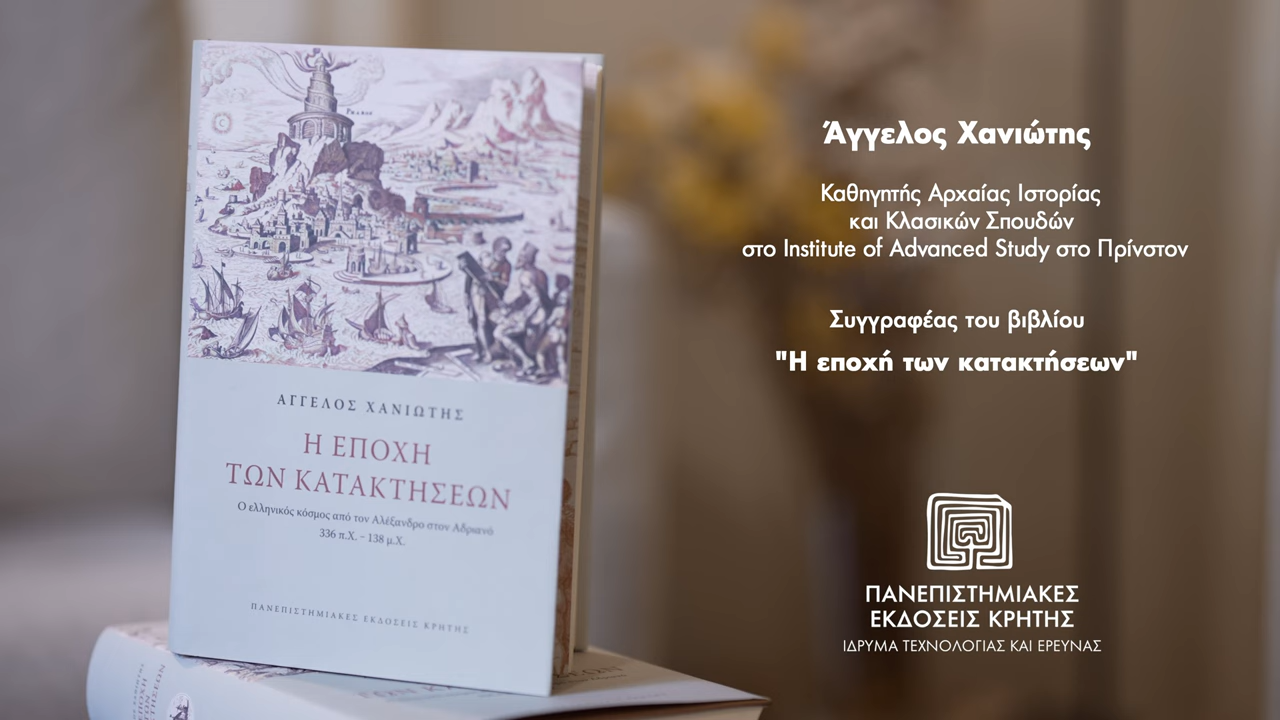 PHAROS
ΑΓΓΕΛΟΣ ΧΑΝΙΩΤΗΣ
Η ΕΠΟΧΗ
ΤΩΝ ΚΑΤΑΚΤΗΣΕΩΝ
Ο ελληνικός κόσμος από τον Αλέξανδρο στον Αδριανό
336 π.Χ. – 138 μ.Χ.
ΠΑΝΕΠΙΣΤΗΜΙΑΚΕΣ ΕΚΔΟΣΕΙΣ ΚΡΗΤΗΣ
Άγγελος Χανιώτης
Καθηγητής Αρχαίας Ιστορίας
και Κλασικών Σπουδών
στο Institute of Advanced Study στο Πρίνστον
Συγγραφέας του βιβλίου
"Η εποχή των κατακτήσεων"
ΠΑΝΕΠΙΣΤΗΜΙΑΚΕΣ
ΕΚΔΟΣΕΙΣ ΚΡΗΤΗΣ
ΙΔΡΥΜΑ ΤΕΧΝΟΛΟΓΙΑΣ ΚΑΙ ΕΡΕΥΝΑΣ